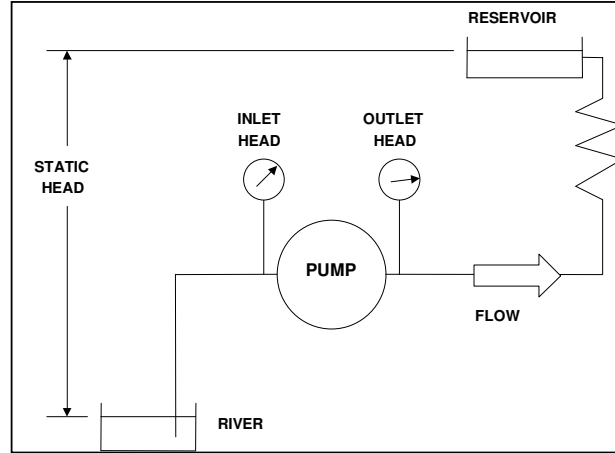 RESERVOIR
INLET
HEAD
OUTLET
HEAD
STATIC
HEAD
PUMP
FLOW
RIVER